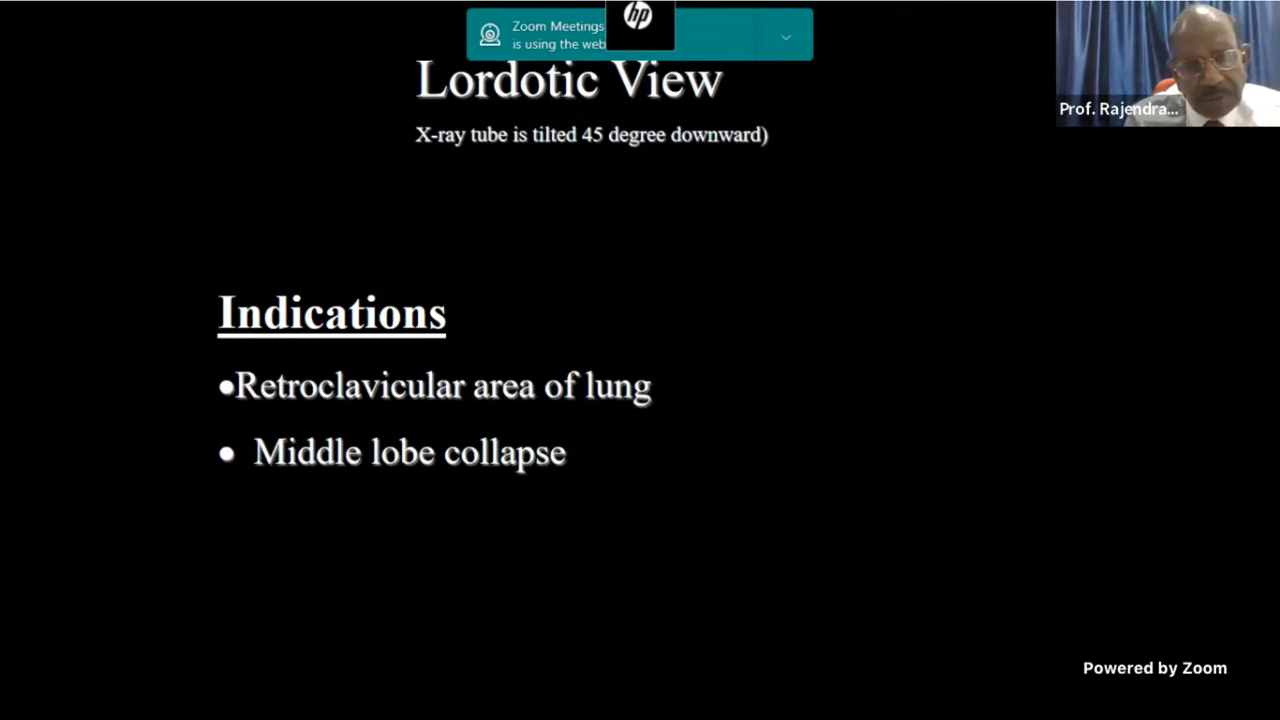 Zoom Meetings
is using the web
hp
Lordotic View
X-ray tube is tilted 45 degree downward)
Prof. Rajendra...
Indications
•Retroclavicular area of lung
• Middle lobe collapse
Powered by Zoom